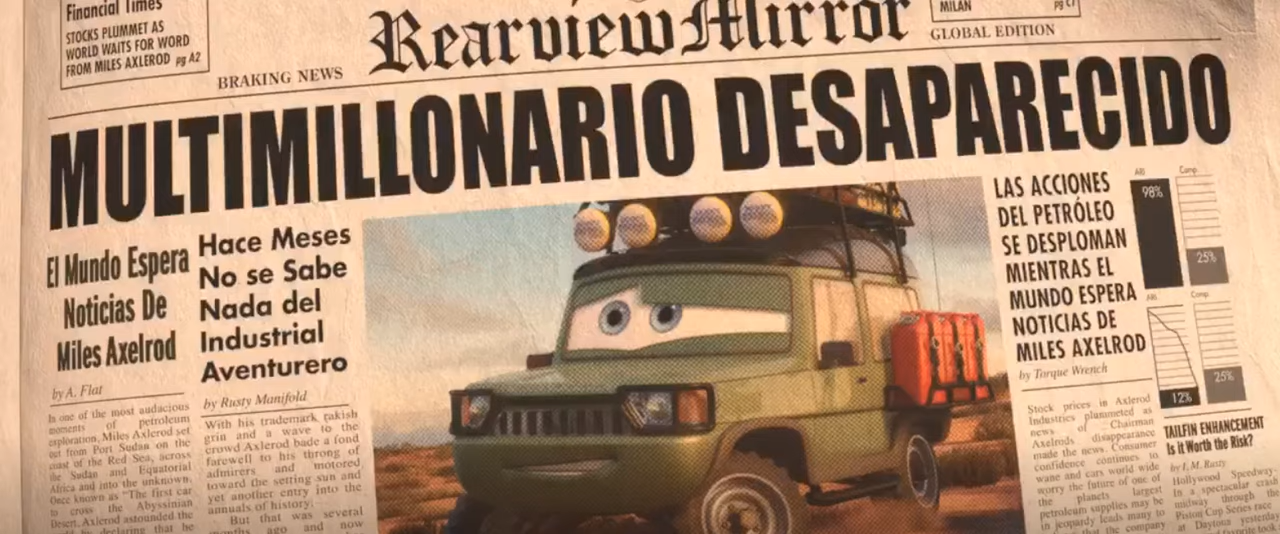 Financial Times
STOCKS PLUMMET AS
WORLD WAITS FOR WORD
FROM MILES AXLEROD pg A2
BRAKING NEWS
RearviewMirror
MILAN
GLOBAL EDITION
MULTIMILLONARIO DESAPARECIDO
El Mundo Espera
Noticias De
Miles Axelrod
by A. Flat
In one of the most audacious
moments of petroleum
exploration, Miles Axlerod set
out from Port Sudan on the
coast of the Red Sea, across
the Sudan and Equatorial
Africa and into the unknown.
Once known as "The first car
to cross the Abyssinian
Desert, Axlerod astounded the
by declaring that he
Hace Meses
No se Sabe
Nada del
Industrial
Aventurero
by Rusty Manifold
With his trademark rakish
grin and a wave to the
crowd Axlerod bade a fond
farewell to his throng of
admirers and motored
toward the setting sun and
yet another entry into the
annals of history.
But that was several
months ago and now
LAS ACCIONES
DEL PETRÓLEO
SE DESPLOMAN
MIENTRAS EL
MUNDO ESPERA
NOTICIAS DE
MILES AXELROD
by Torque Wrench
Stock prices in Axlerod
Industries plummeted as
news of Chairman
Axelrods disappearance
made the news. Consumer
confidence continues to
wane and cars world wide
worry the future of one of
the planets largest
petroleum supplies may be
in jeopardy leads many to
that the company
98%
Comp.
25%
Comp.
12%
25%
TAILFIN ENHANCEMENT
Is it Worth the Risk?
by I. M. Rusty
Hollywood Speedway
In a spectacular crash
midway through the
Piston Cup Series race
at Daytona yesterday